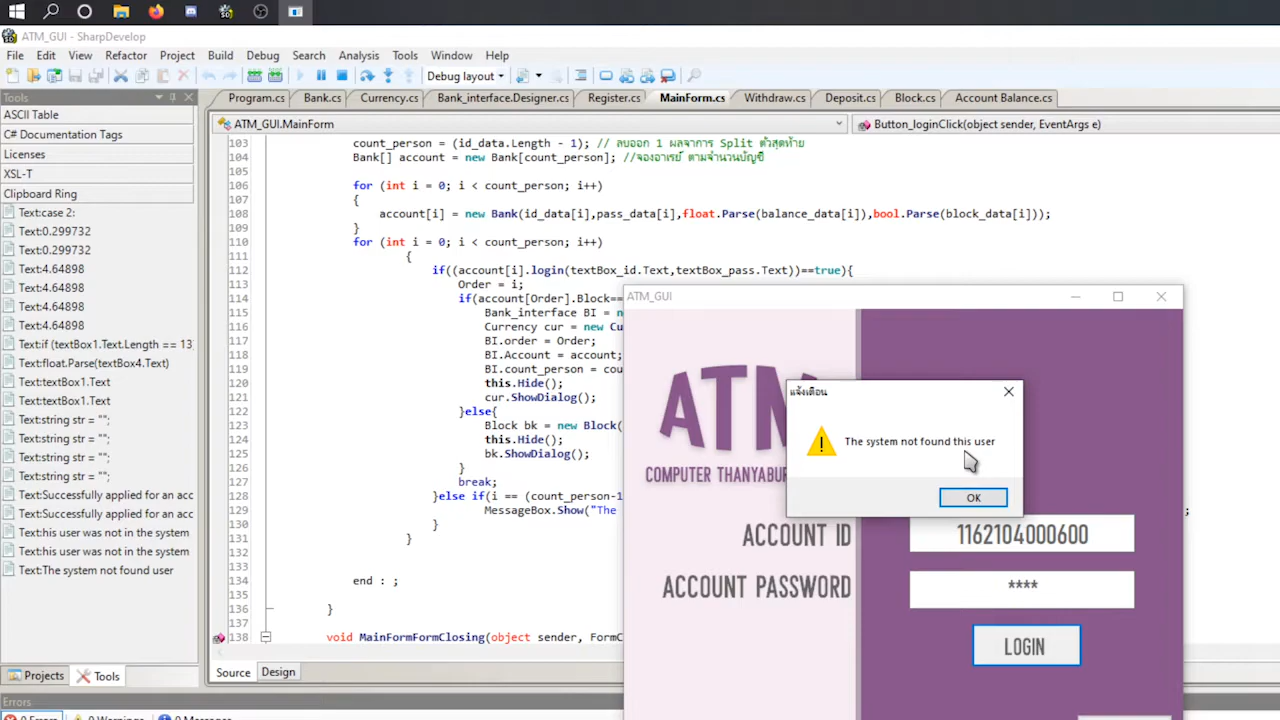 ATM_GUI - SharpDevelop
File Edit View Refactor Project Build Debug Search Analysis Tools Window Help
Debug layout
Tools
ASCII Table
C# Documentation Tags
Licenses
XSL-T
Clipboard Ring
Text:case 2:
Text:0.299732
Text:0.299732
Text:4.64898
Text:4.64898
Text:4.64898
Text:4.64898
Text:if (textBox1.Text.Length == 13)
Text:float.Parse(textBox4.Text)
Text:textBox1.Text
Text:textBox1.Text
Text:string str = "";
Text:string str = "";
Text:string str = "";
Text:string str = "";
Text:Successfully applied for an acc
Text:Successfully applied for an acc
Text:his user was not in the system
Text:his user was not in the system
Text:The system not found user
Projects Tools
Program.cs Bank.cs Currency.cs Bank_interface.Designer.cs Register.cs MainForm.cs Withdraw.cs Deposit.cs Block.cs Account Balance.cs
ATM_GUI.MainForm Button_loginClick(object sender, EventArgs e)
103 count_person = (id_data.Length - 1); // ลบออก 1 ผลจาการ Split ตัวสุดท้าย
104 Bank[] account = new Bank[count_person]; //จองอาเรย์ ตามจำนวนบัญชี
105
106 for (int i = 0; i < count_person; i++)
107 {
108 account[i] = new Bank(id_data[i],pass_data[i],float.Parse(balance_data[i]),bool.Parse(block_data[i]));
109 }
110 for (int i = 0; i < count_person; i++)
111 {
112 if((account[i].login(textBox_id.Text,textBox_pass.Text))==true){
113 Order = i;
114 if(account[Order].Block==
115 Bank_interface BI = n
116 Currency cur = new Cu
117 BI.order = Order;
118 BI.Account = account;
119 BI.count_person = cou
120 this.Hide();
121 cur.ShowDialog();
122 }else{
123 Block bk = new Block(
124 this.Hide();
125 bk.ShowDialog();
126 }
127 break;
128 }else if(i == (count_person-1
129 MessageBox.Show("The ;
130 }
131 }
132
133
134 end : ;
135
136 }
137
138 void MainFormFormClosing(object sender, FormC
Source Design
Errors
0 Errors 0 Warnings 0 Messages
ATM_GUI
ATM
COMPUTER THANYABUR
แจ้งเตือน
The system not found this user
OK
ACCOUNT ID 1162104000600
ACCOUNT PASSWORD ****
LOGIN